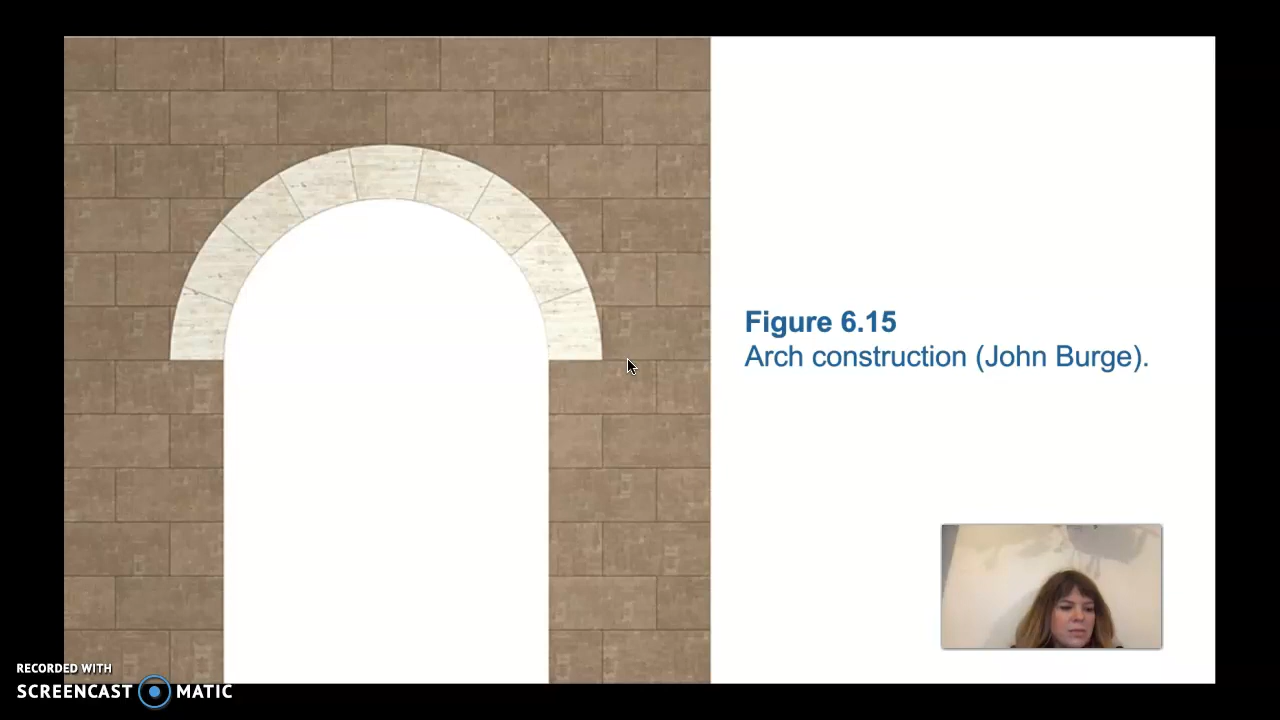 Figure 6.15
Arch construction (John Burge).
RECORDED WITH
SCREENCAST MATIC